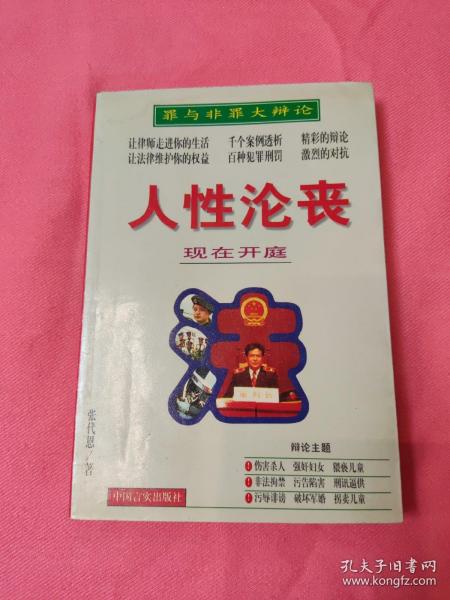 罪与非罪大辩论
让律师走进你的生活 千个案例透析 精彩的辩论
让法律维护你的权益 百种犯罪刑罚 激烈的对抗
人性沦丧
现在开庭
法
审判长
辩论主题
！伤害杀人 强奸妇女 猥亵儿童
！非法拘禁 污告陷害 刑讯逼供
！污辱诽谤 破坏军婚 拐卖儿童
张代恩 著
中国言实出版社
孔夫子旧书网
www.kongfz.com